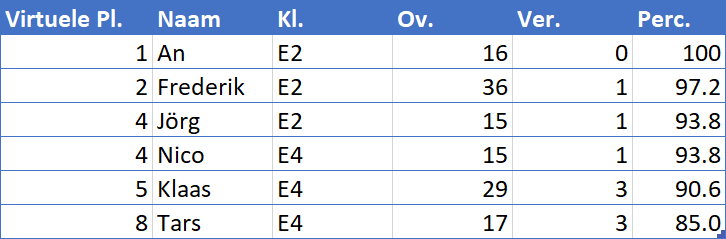 Virtuele Pl. Naam Kl. Ov. Ver. Perc.
1 An E2 16 0 100
2 Frederik E2 36 1 97.2
4 Jörg E2 15 1 93.8
4 Nico E4 15 1 93.8
5 Klaas E4 29 3 90.6
8 Tars E4 17 3 85.0